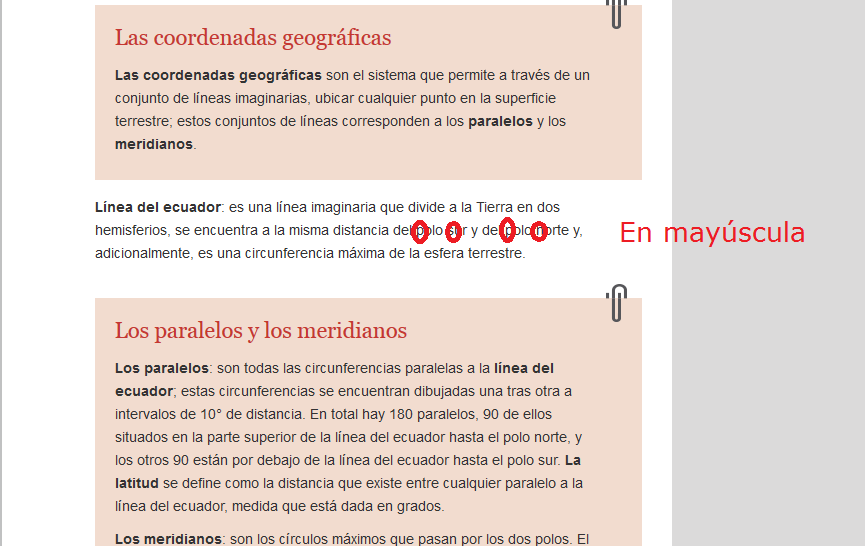 Las coordenadas geográficas
Las coordenadas geográficas son el sistema que permite a través de un
conjunto de líneas imaginarias, ubicar cualquier punto en la superficie
terrestre; estos conjuntos de líneas corresponden a los paralelos y los
meridianos.
Línea del ecuador: es una línea imaginaria que divide a la Tierra en dos
hemisferios, se encuentra a la misma distancia del polo sur y del polo norte y,
En mayúscula
adicionalmente, es una circunferencia máxima de la esfera terrestre.
Los paralelos y los meridianos
Los paralelos: son todas las circunferencias paralelas a la línea del
ecuador; estas circunferencias se encuentran dibujadas una tras otra a
intervalos de 10° de distancia. En total hay 180 paralelos, 90 de ellos
situados en la parte superior de la línea del ecuador hasta el polo norte, y
los otros 90 están por debajo de la línea del ecuador hasta el polo sur. La
latitud se define como la distancia que existe entre cualquier paralelo a la
línea del ecuador, medida que está dada en grados.
Los meridianos: son los círculos máximos que pasan por los dos polos. El